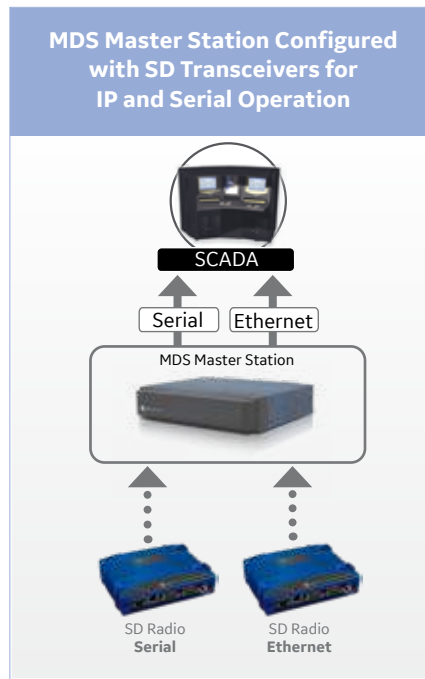 MDS Master Station Configured
with SD Transceivers for
IP and Serial Operation
SCADA
Serial
Ethernet
MDS Master Station
SD Radio
Serial
SD Radio
Ethernet